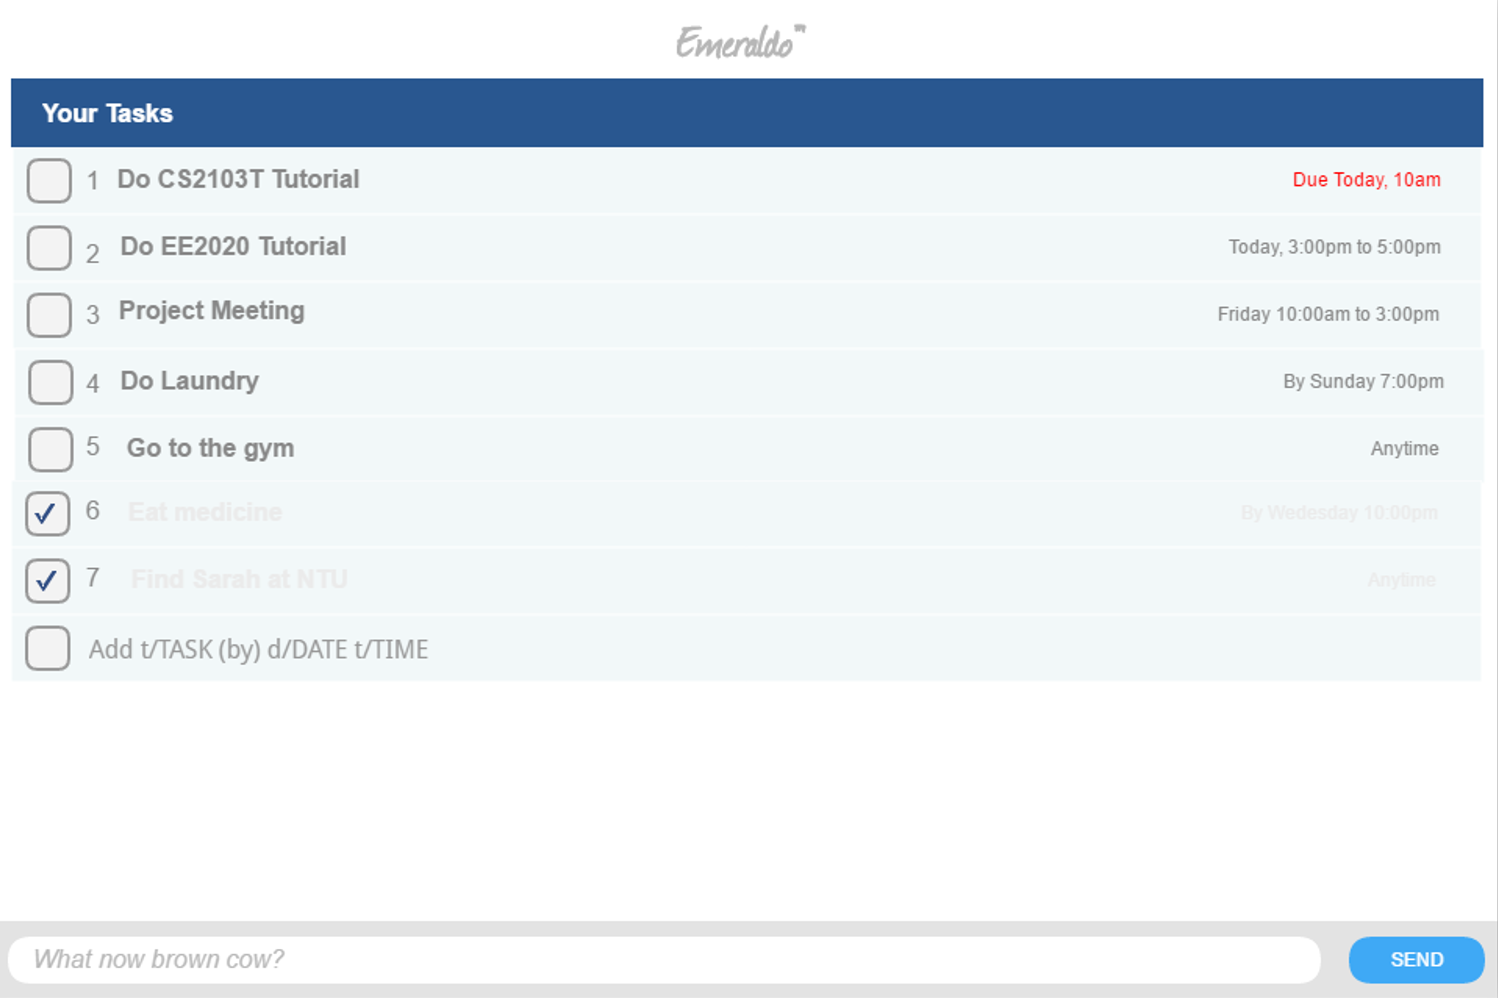 Emeraldo™
Your Tasks
1 Do CS2103T Tutorial Due Today, 10am
2 Do EE2020 Tutorial Today, 3:00pm to 5:00pm
3 Project Meeting Friday 10:00am to 3:00pm
4 Do Laundry By Sunday 7:00pm
5 Go to the gym Anytime
6 Eat medicine By Wedesday 10:00pm
7 Find Sarah at NTU Anytime
Add t/TASK (by) d/DATE t/TIME
What now brown cow? SEND